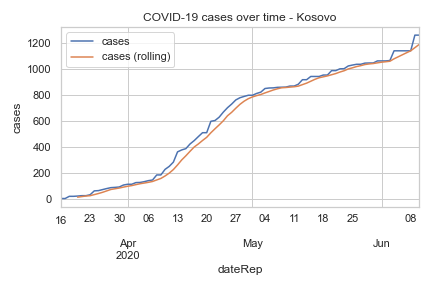 COVID-19 cases over time - Kosovo
cases
cases (rolling)
1200
1000
800
600
400
200
0
cases
16 23 30 06 13 20 27 04 11 18 25 08
Apr May Jun
2020
dateRep